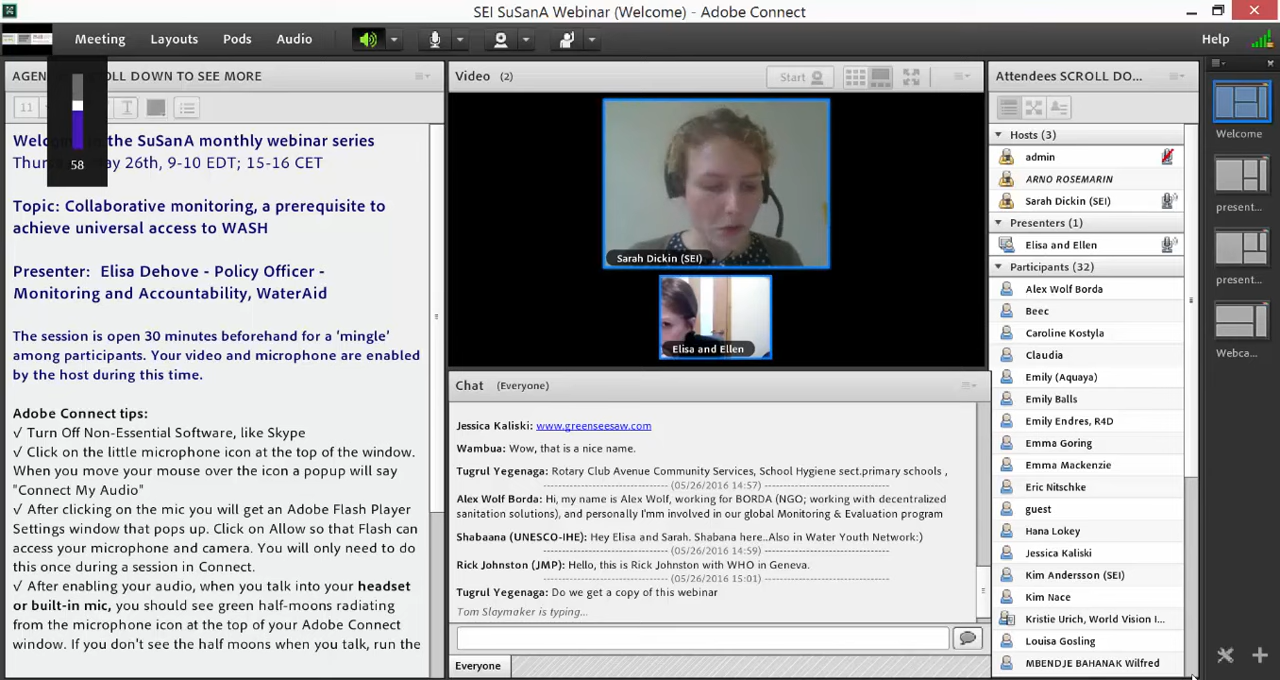 SEI SuSanA Webinar (Welcome) - Adobe Connect
Meeting
Layouts
Pods
Audio
Help
SCROLL DOWN TO SEE MORE
11
T
58
the SuSanA monthly webinar series
26th, 9-10 EDT; 15-16 CET
Topic: Collaborative monitoring, a prerequisite to
achieve universal access to WASH
Presenter: Elisa Dehove - Policy Officer -
Monitoring and Accountability, WaterAid
The session is open 30 minutes beforehand for a ‘mingle’
among participants. Your video and microphone are enabled
by the host during this time.
Adobe Connect tips:
√ Turn Off Non-Essential Software, like Skype
√ Click on the little microphone icon at the top of the window.
When you move your mouse over the icon a popup will say
"Connect My Audio"
√ After clicking on the mic you will get an Adobe Flash Player
Settings window that pops up. Click on Allow so that Flash can
access your microphone and camera. You will only need to do
this once during a session in Connect.
√ After enabling your audio, when you talk into your headset
or built-in mic, you should see green half-moons radiating
from the microphone icon at the top of your Adobe Connect
window. If you don't see the half moons when you talk, run the
Video (2)
Start
Sarah Dickin (SEI)
Elisa and Ellen
Chat (Everyone)
Jessica Kaliski: www.greenseesaw.com
Wambua: Wow, that is a nice name.
Tugrul Yegenaga: Rotary Club Avenue Community Services, School Hygiene sect.primary schools ,
------------------ (05/26/2016 14:57) ------------------
Alex Wolf Borda: Hi, my name is Alex Wolf, working for BORDA (NGO; working with decentralized
sanitation solutions), and personally I'mm involved in our global Monitoring & Evaluation program
Shabaana (UNESCO-IHE): Hey Elisa and Sarah. Shabana here..Also in Water Youth Network:)
------------------ (05/26/2016 14:59) ------------------
Rick Johnston (JMP): Hello, this is Rick Johnston with WHO in Geneva.
------------------ (05/26/2016 15:01) ------------------
Tugrul Yegenaga: Do we get a copy of this webinar
Tom Slaymaker is typing...
Everyone
Attendees SCROLL DO...
Hosts (3)
admin
ARNO ROSEMARIN
Sarah Dickin (SEI)
Presenters (1)
Elisa and Ellen
Participants (32)
Alex Wolf Borda
Beec
Caroline Kostyla
Claudia
Emily (Aquaya)
Emily Balls
Emily Endres, R4D
Emma Goring
Emma Mackenzie
Eric Nitschke
guest
Hana Lokey
Jessica Kaliski
Kim Andersson (SEI)
Kim Nace
Kristie Urich, World Vision I...
Louisa Gosling
MBENDJE BAHANAK Wilfred
Welcome
present...
present...
Webca...